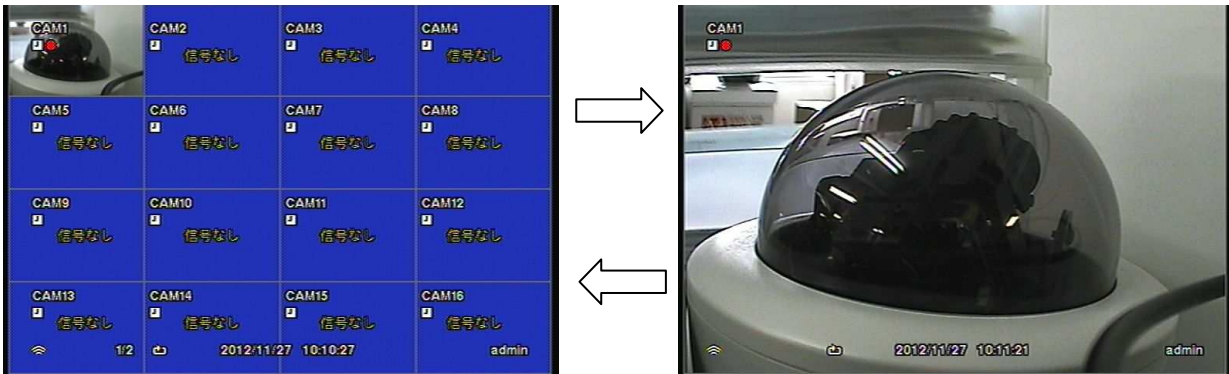 CAM1 CAM2 CAM3 CAM4
信号なし 信号なし 信号なし
CAM5 CAM6 CAM7 CAM8
信号なし 信号なし 信号なし 信号なし
CAM9 CAM10 CAM11 CAM12
信号なし 信号なし 信号なし 信号なし
CAM13 CAM14 CAM15 CAM16
信号なし 信号なし 信号なし 信号なし
1/2 2012/11/27 10:10:27 admin
CAM1
2012/11/27 10:11:21 admin